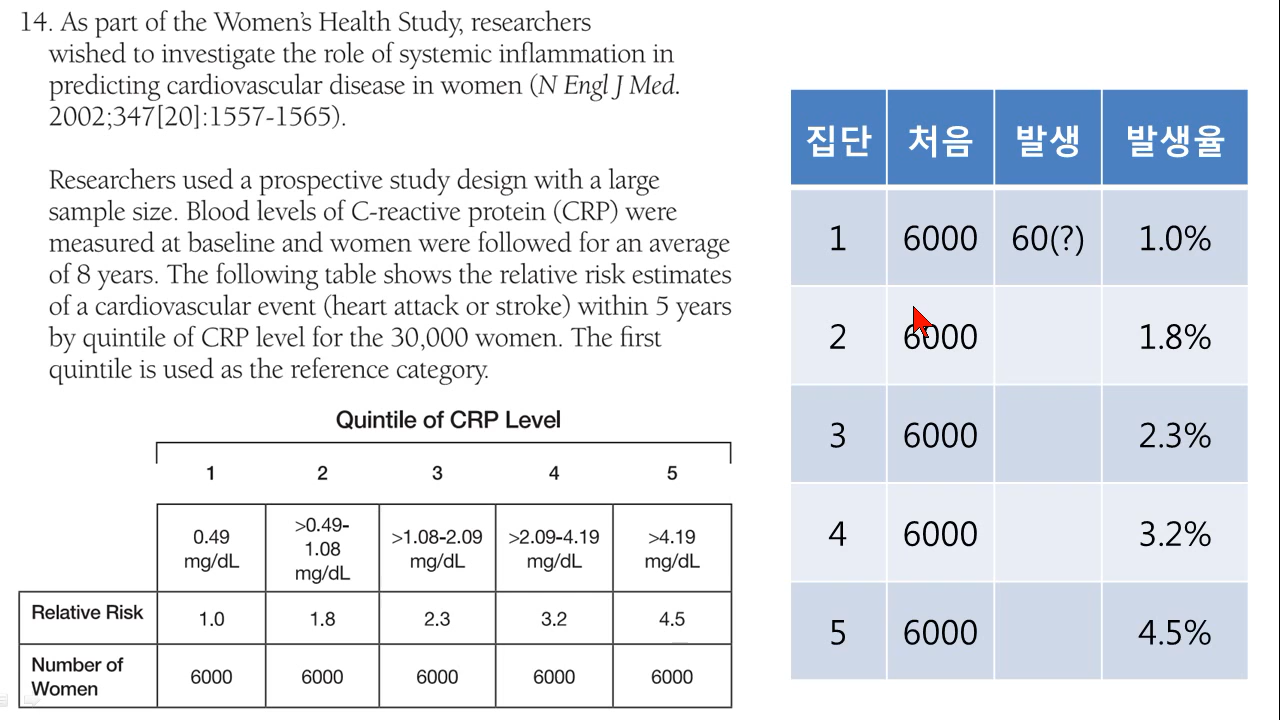 14. As part of the Women's Health Study, researchers
wished to investigate the role of systemic inflammation in
predicting cardiovascular disease in women (N Engl J Med.
2002;347[20]:1557-1565).
Researchers used a prospective study design with a large
sample size. Blood levels of C-reactive protein (CRP) were
measured at baseline and women were followed for an average
of 8 years. The following table shows the relative risk estimates
of a cardiovascular event (heart attack or stroke) within 5 years
by quintile of CRP level for the 30,000 women. The first
quintile is used as the reference category.
Quintile of CRP Level
1 2 3 4 5
0.49 mg/dL >0.49-1.08 mg/dL >1.08-2.09 mg/dL >2.09-4.19 mg/dL >4.19 mg/dL
Relative Risk 1.0 1.8 2.3 3.2 4.5
Number of Women 6000 6000 6000 6000 6000
집단 처음 발생 발생율
1 6000 60(?) 1.0%
2 6000 1.8%
3 6000 2.3%
4 6000 3.2%
5 6000 4.5%